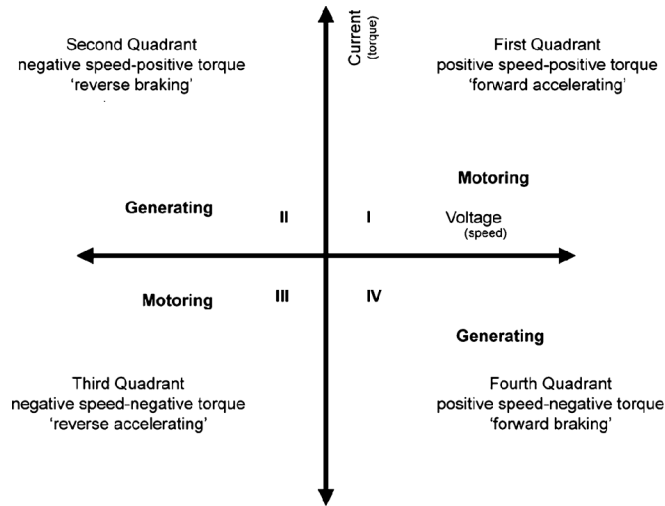 Second Quadrant
negative speed-positive torque
'reverse braking'
Current
(torque)
First Quadrant
positive speed-positive torque
'forward accelerating'
Motoring
Generating
II
I
Voltage
(speed)
Motoring
III
IV
Generating
Third Quadrant
negative speed-negative torque
'reverse accelerating'
Fourth Quadrant
positive speed-negative torque
'forward braking'